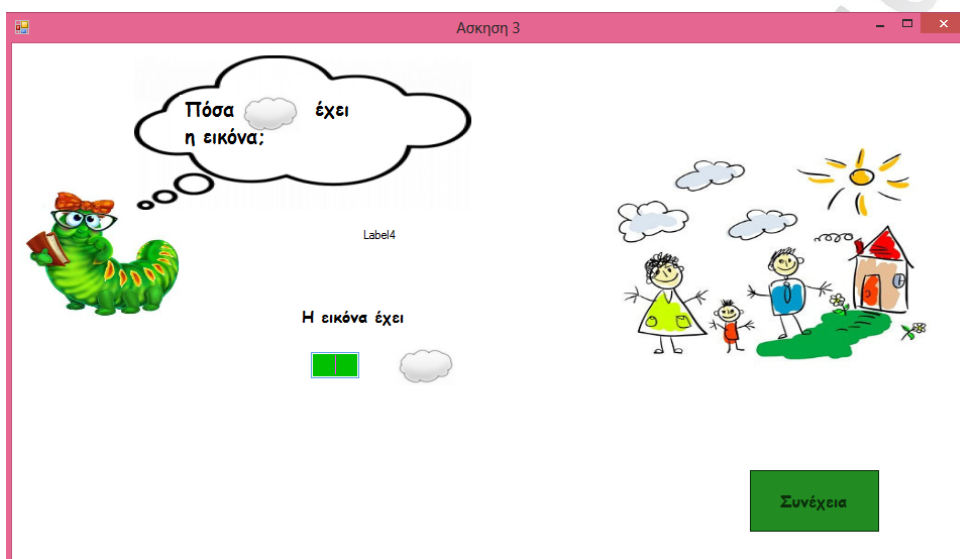 Ασκηση 3
Πόσα έχει
η εικόνα;
Label4
Η εικόνα έχει
Συνέχεια